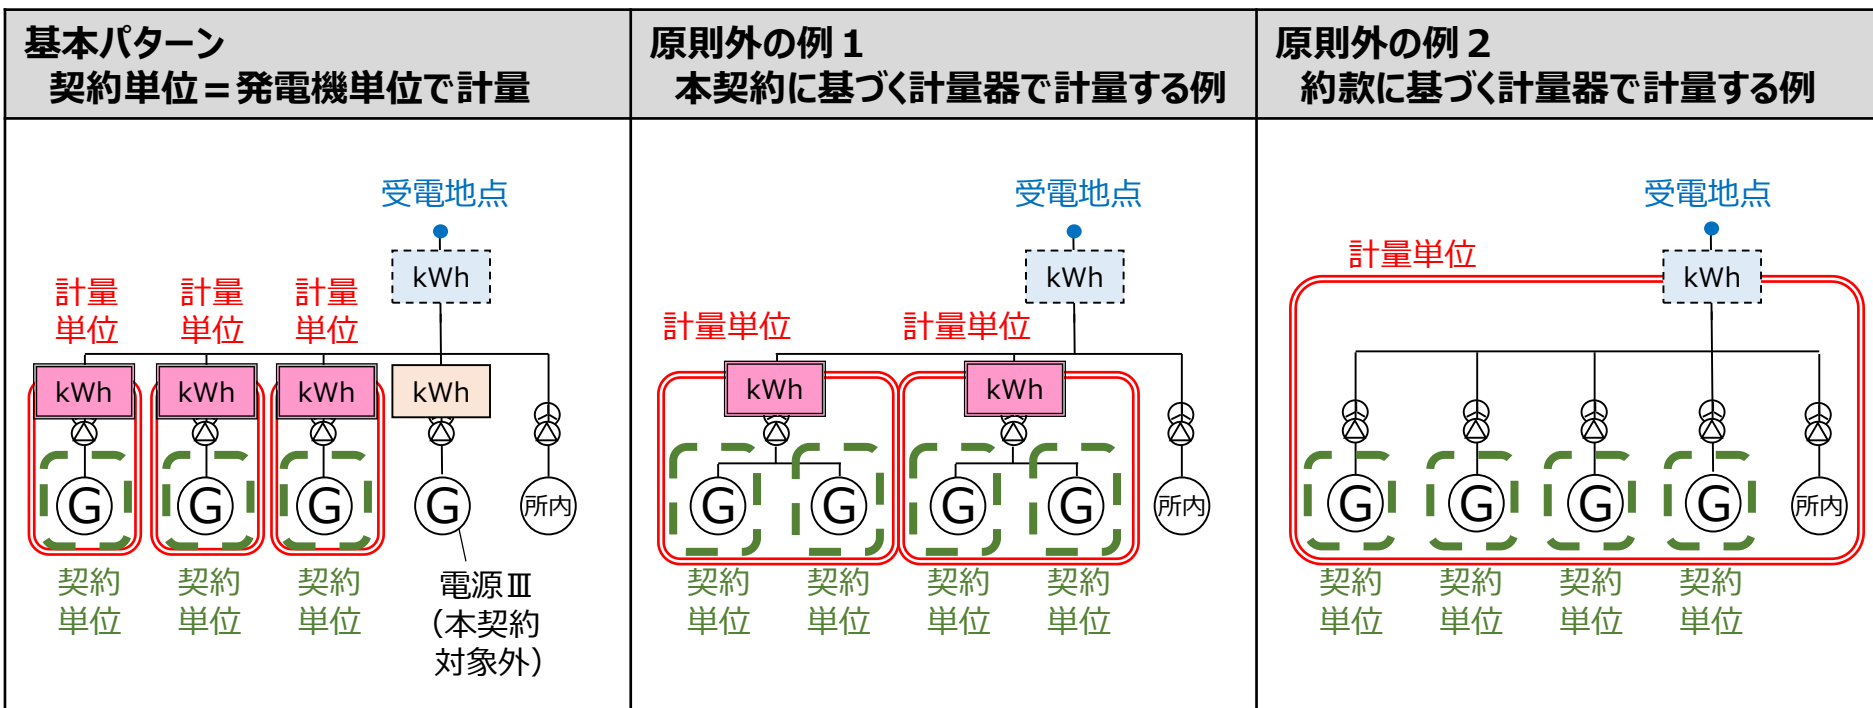 基本パターン
契約単位＝発電機単位で計量
受電地点
kWh
計量
単位
計量
単位
計量
単位
kWh
kWh
kWh
kWh
G
G
G
G
所内
契約
単位
契約
単位
契約
単位
電源Ⅲ
（本契約
対象外）
原則外の例１
本契約に基づく計量器で計量する例
受電地点
kWh
計量単位
計量単位
kWh
kWh
G
G
G
G
所内
契約
単位
契約
単位
契約
単位
契約
単位
原則外の例２
約款に基づく計量器で計量する例
受電地点
計量単位
kWh
G
G
G
G
所内
契約
単位
契約
単位
契約
単位
契約
単位